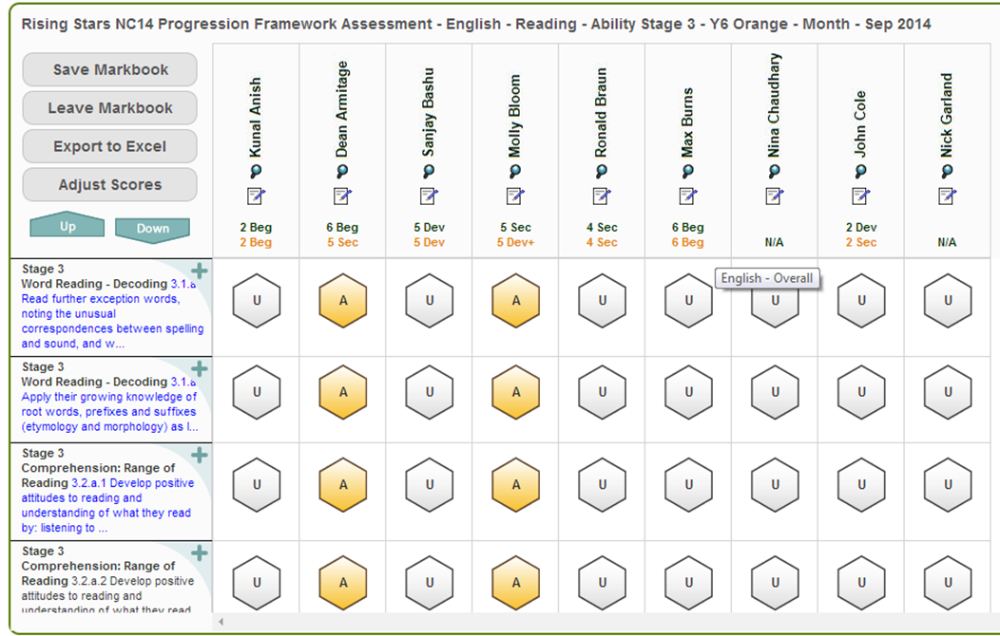 Rising Stars NC14 Progression Framework Assessment - English - Reading - Ability Stage 3 - Y6 Orange - Month - Sep 2014
Save Markbook
Leave Markbook
Export to Excel
Adjust Scores
Up
Down
Kunal Anish
Dean Armitage
Sanjay Bashu
Molly Bloom
Ronald Braun
Max Burns
Nina Chaudhary
John Cole
Nick Garland
2 Beg 6 Beg 5 Dev 5 Sec 4 Sec 6 Beg 2 Dev
2 Beg 5 Sec 5 Dev 5 Dev+ 4 Sec 6 Beg N/A 2 Sec N/A
English - Overall
Stage 3
Word Reading - Decoding 3.1.a
Read further exception words,
noting the unusual
correspondences between spelling
and sound, and w...
U A U A U U U U U
Stage 3
Word Reading - Decoding 3.1.a
Apply their growing knowledge of
root words, prefixes and suffixes
(etymology and morphology) as l...
U A U A U U U U U
Stage 3
Comprehension: Range of
Reading 3.2.a.1 Develop positive
attitudes to reading and
understanding of what they read
by: listening to ...
U A U A U U U U U
Stage 3
Comprehension: Range of
Reading 3.2.a.2 Develop positive
attitudes to reading and
understanding of what they read
U A U A U U U U U